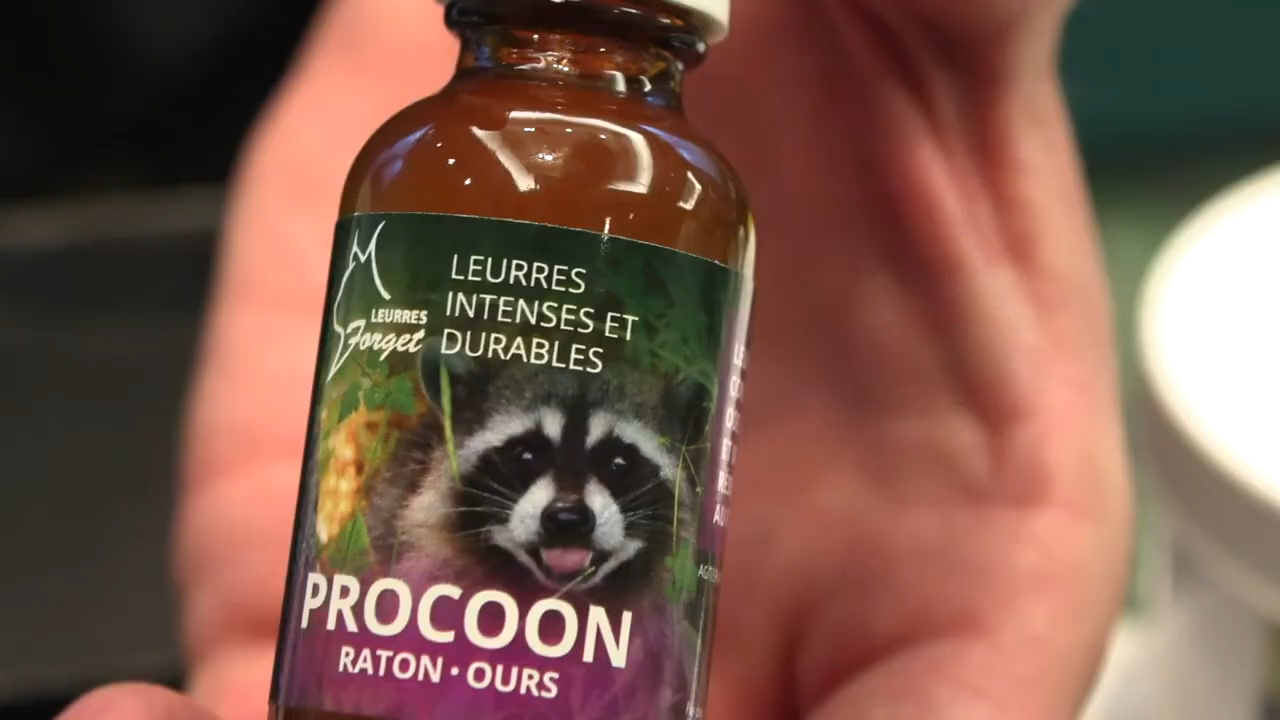 LEURRES
Forget
LEURRES
INTENSES ET
DURABLES
PROCOON
RATON · OURS